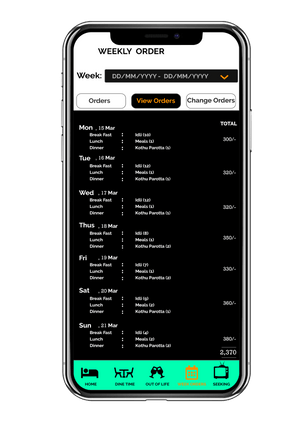 WEEKLY ORDER
Week: DD/MM/YYYY - DD/MM/YYYY
Orders View Orders Change Orders
TOTAL
Mon , 15 Mar
Break Fast : Idli (10)
Lunch : Meals (1) 300/-
Dinner : Kothu Parotta (1)
Tue , 16 Mar
Break Fast : Idli (12)
Lunch : Meals (1) 320/-
Dinner : Kothu Parotta (1)
Wed , 17 Mar
Break Fast : Idli (12)
Lunch : Meals (1) 320/-
Dinner : Kothu Parotta (1)
Thus , 18 Mar
Break Fast : Idli (8)
Lunch : Meals (1) 350/-
Dinner : Kothu Parotta (2)
Fri , 19 Mar
Break Fast : Idli (7)
Lunch : Meals (1) 330/-
Dinner : Kothu Parotta (2)
Sat , 20 Mar
Break Fast : Idli (9)
Lunch : Meals (2) 360/-
Dinner : Kothu Parotta (2)
Sun , 21 Mar
Break Fast : Idli (4)
Lunch : Meals (2) 380/-
Dinner : Kothu Parotta (2)
2,370
HOME DINE TIME OUT OF LIFE SEEKING